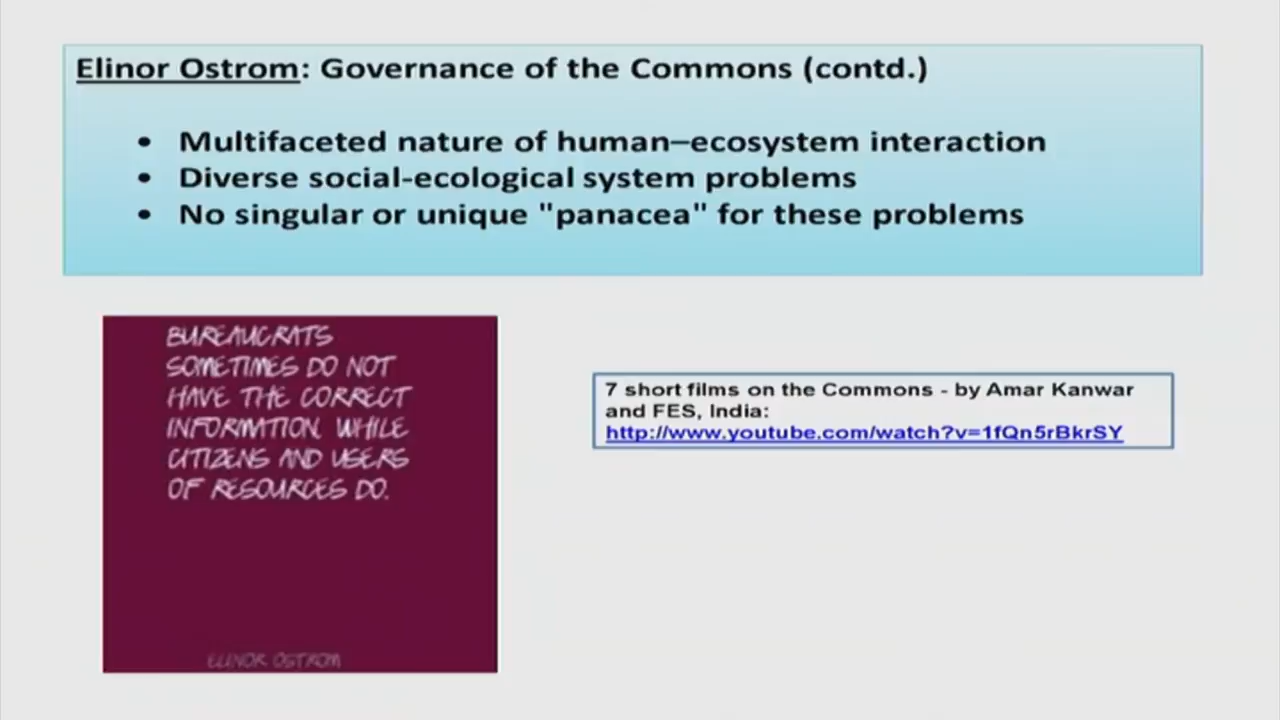 Elinor Ostrom: Governance of the Commons (contd.)
• Multifaceted nature of human–ecosystem interaction
• Diverse social-ecological system problems
• No singular or unique "panacea" for these problems
BUREAUCRATS
SOMETIMES DO NOT
HAVE THE CORRECT
INFORMATION, WHILE
CITIZENS AND USERS
OF RESOURCES DO.
ELINOR OSTROM
7 short films on the Commons - by Amar Kanwar
and FES, India:
http://www.youtube.com/watch?v=1fQn5rBkrSY